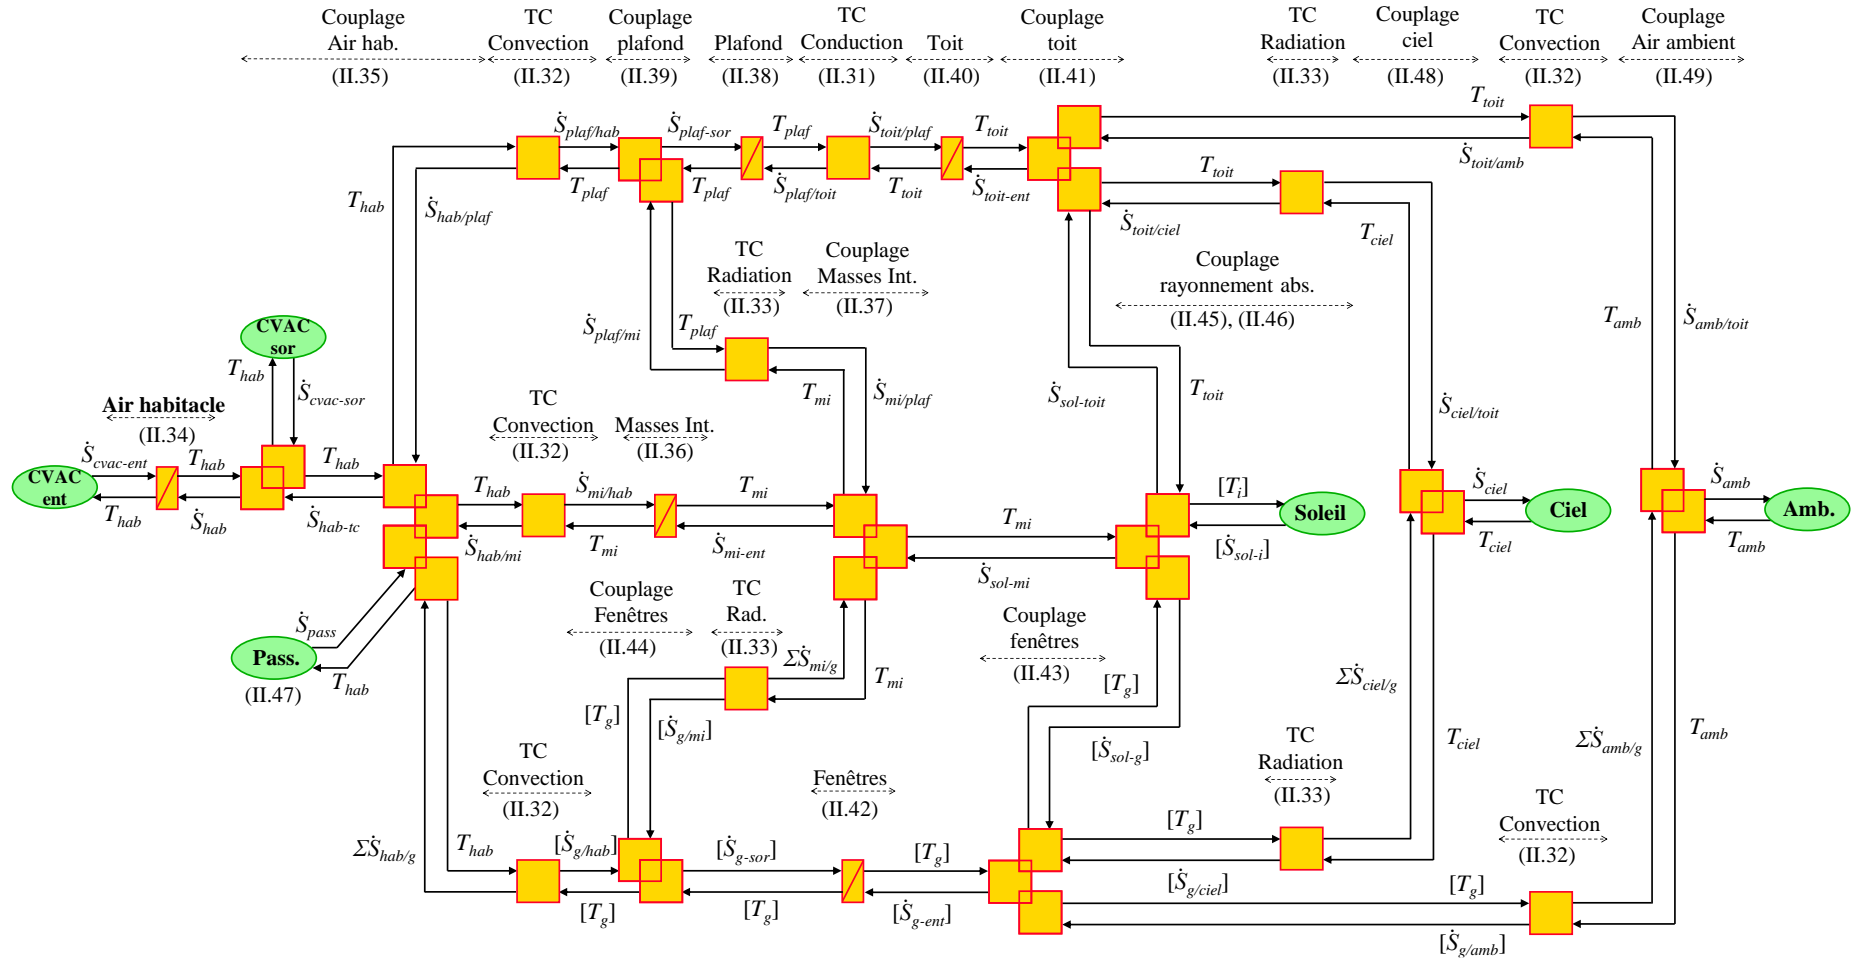 Couplage
Air hab.
(II.35)
TC
Convection
(II.32)
Couplage
plafond
(II.39)
Plafond
(II.38)
TC
Conduction
(II.31)
Toit
(II.40)
Couplage
toit
(II.41)
TC
Radiation
(II.33)
Couplage
ciel
(II.48)
TC
Convection
(II.32)
Couplage
Air ambient
(II.49)
Ṡplaf/hab
Ṡplaf-sor
Tplaf
Ṡtoit/plaf
Ttoit
Ttoit
Tplaf
Tplaf
Ṡplaf/toit
Ttoit
Ṡtoit-ent
Ṡtoit/amb
Ttoit
Thab
Ṡhab/plaf
Ṡtoit/ciel
Tciel
TC
Radiation
(II.33)
Couplage
Masses Int.
(II.37)
Couplage
rayonnement abs.
(II.45), (II.46)
Ṡplaf/mi
Tplaf
Tamb
Ṡamb/toit
CVAC
sor
Thab
Ṡcvac-sor
Tmi
Ṡmi/plaf
Ṡsol-toit
Ttoit
Ṡciel/toit
Air habitacle
(II.34)
TC
Convection
(II.32)
Masses Int.
(II.36)
Ṡcvac-ent
Thab
Thab
CVAC
ent
Thab
Ṡhab
Ṡhab-tc
Thab
Ṡmi/hab
Tmi
Ṡhab/mi
Tmi
Ṡmi-ent
Tmi
Ṡsol-mi
[Ti]
Soleil
[Ṡsol-i]
Ṡciel
Ciel
Tciel
Ṡamb
Amb.
Tamb
Ṡpass
Pass.
Thab
(II.47)
Couplage
Fenêtres
(II.44)
TC
Rad.
(II.33)
ΣṠmi/g
Tmi
Couplage
fenêtres
(II.43)
[Tg]
[Ṡg/mi]
[Tg]
[Ṡsol-g]
ΣṠciel/g
Tciel
ΣṠamb/g
Tamb
TC
Convection
(II.32)
Fenêtres
(II.42)
TC
Radiation
(II.33)
TC
Convection
(II.32)
ΣṠhab/g
Thab
[Ṡg/hab]
[Ṡg-sor]
[Tg]
[Tg]
[Tg]
[Tg]
[Ṡg-ent]
[Ṡg/ciel]
[Tg]
[Ṡg/amb]